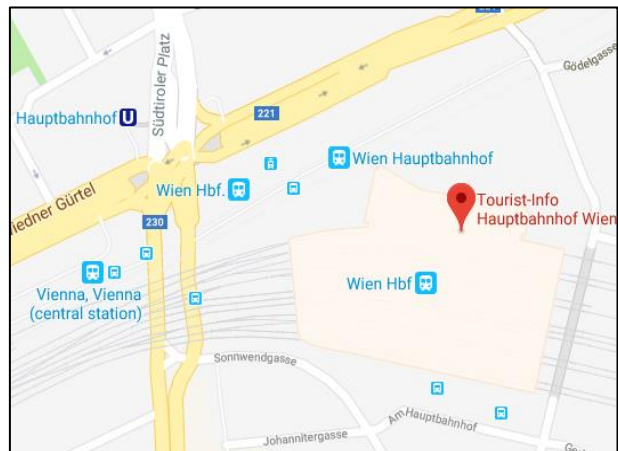 Gödelgasse
Südtiroler Platz
Hauptbahnhof U
221
Wien Hauptbahnhof
Wien Hbf.
Tourist-Info
Hauptbahnhof Wien
iedner Gürtel
230
Vienna, Vienna
(central station)
Wien Hbf
Sonnwendgasse
Am Hauptbahnhof
Johannitergasse